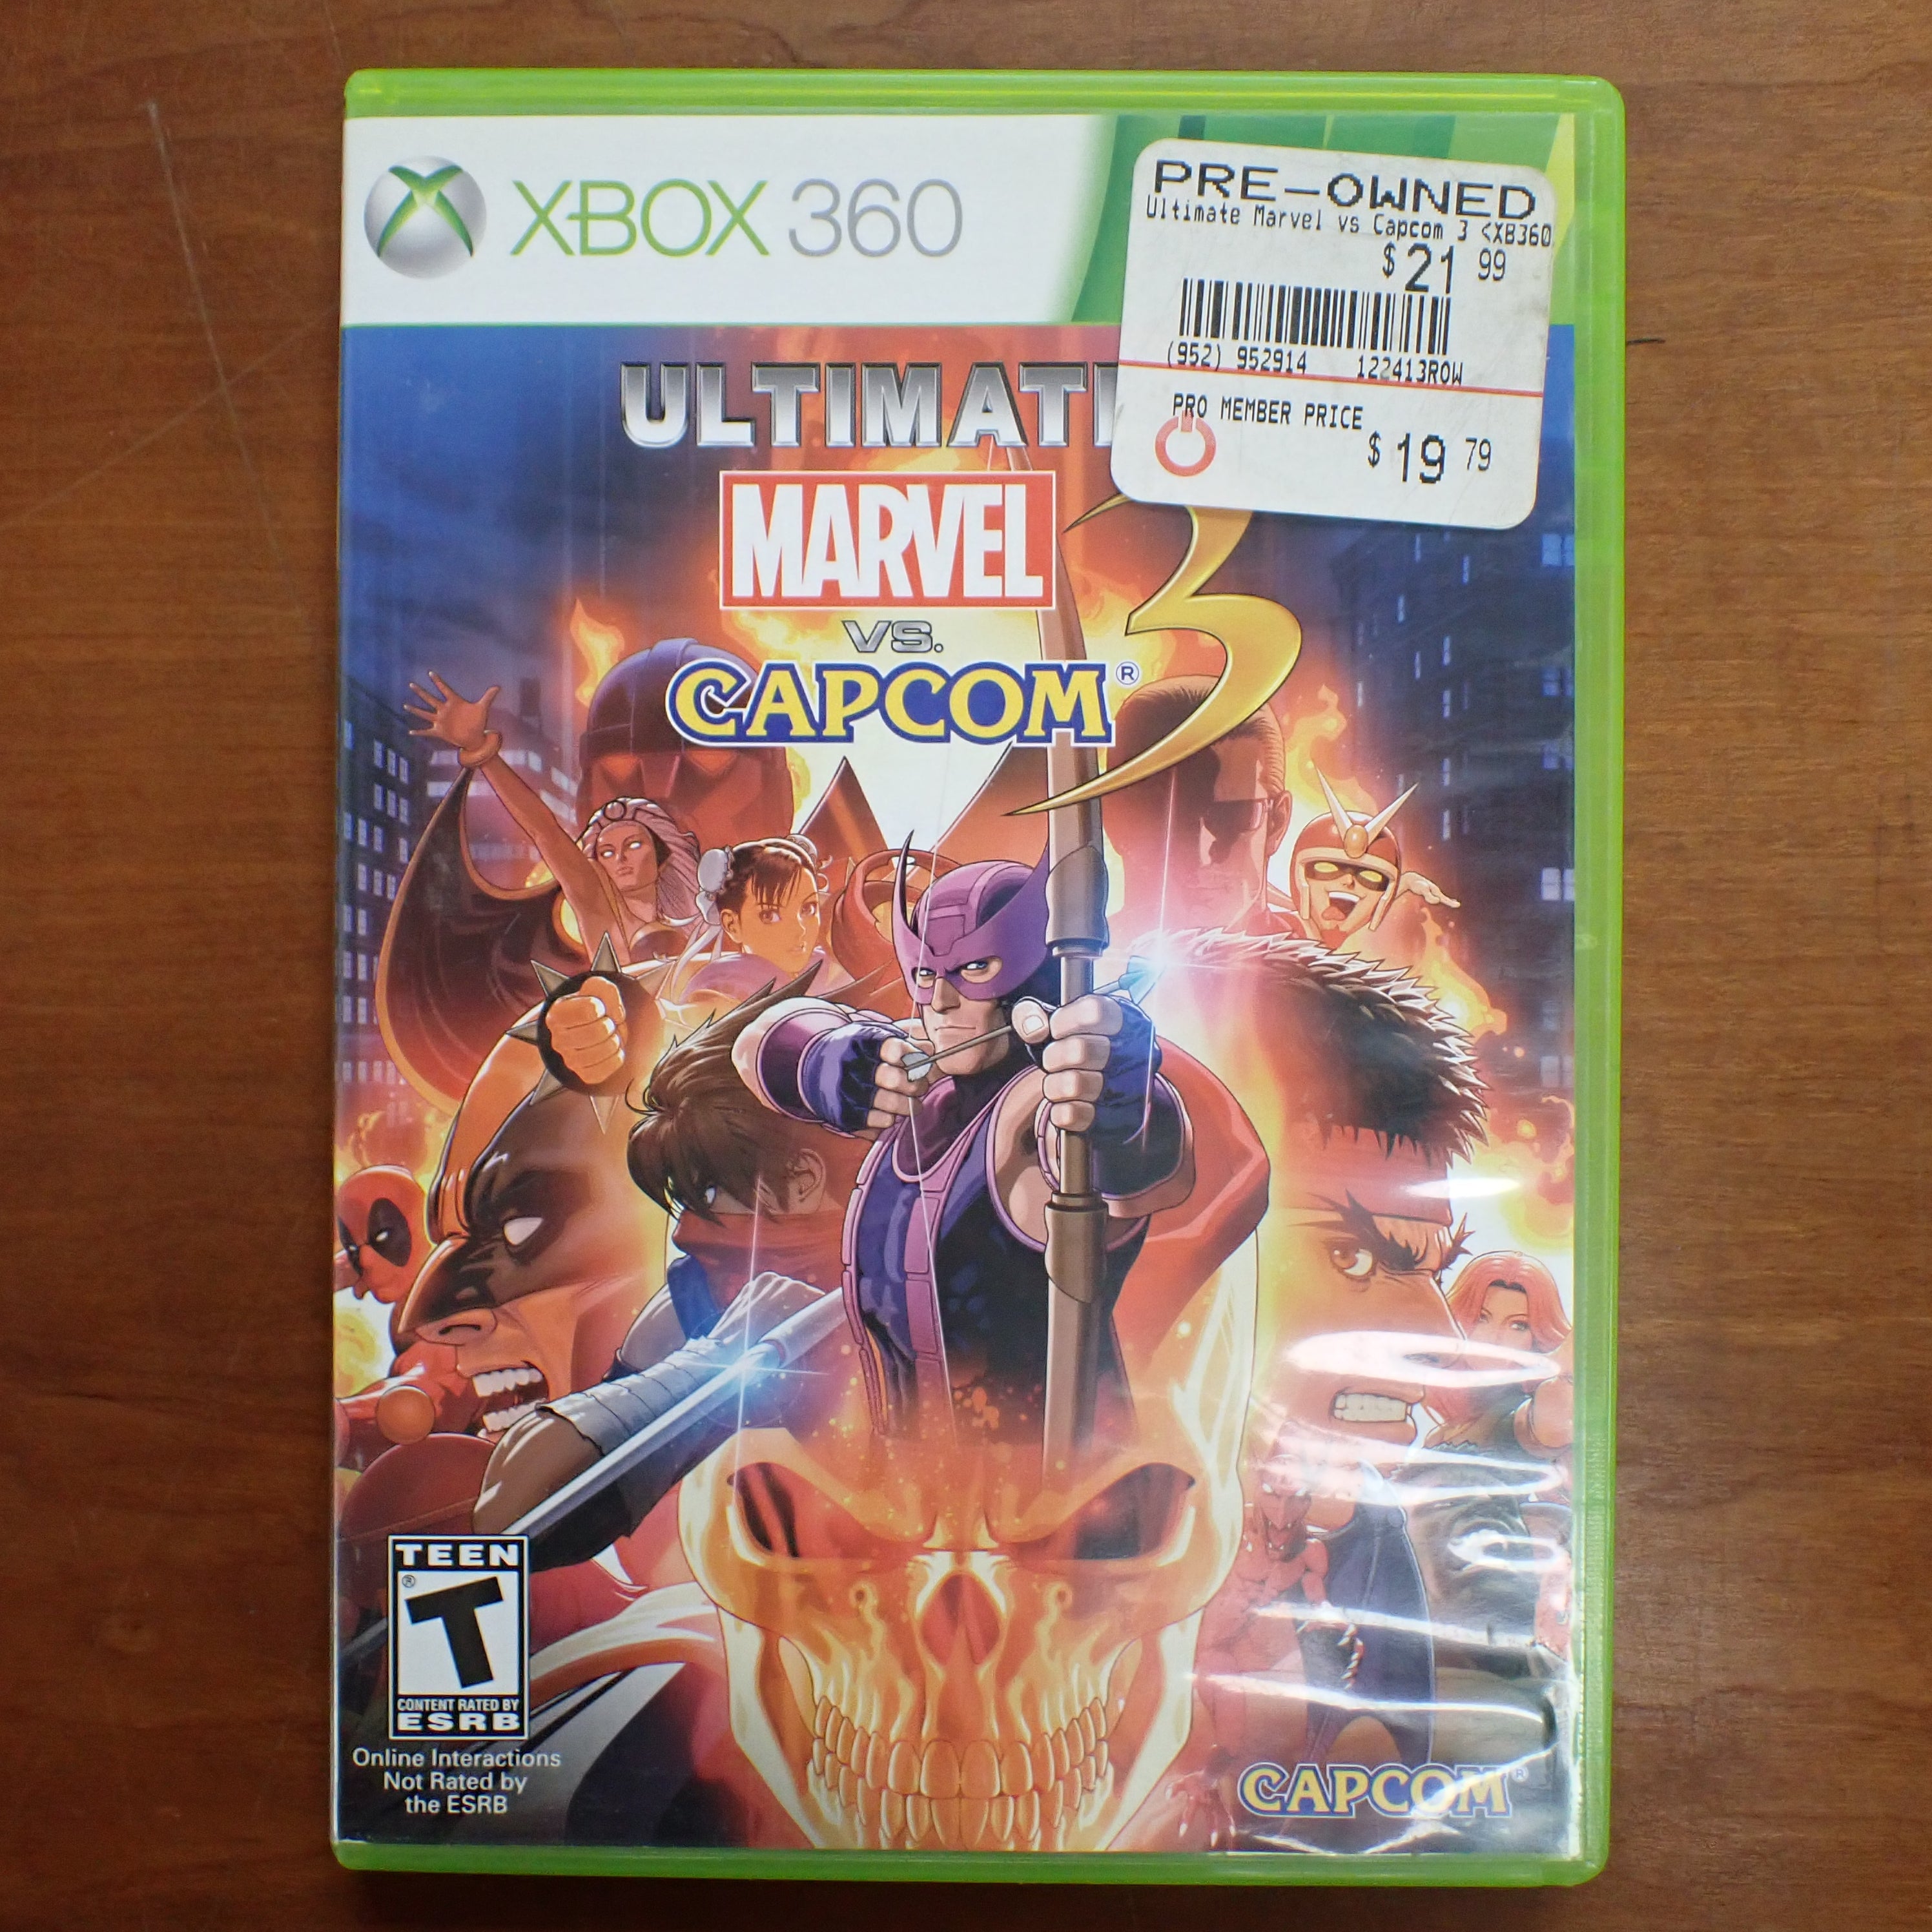 XBOX 360
PRE-OWNED
Ultimate Marvel vs Capcom 3 <XB360
$21 99
(952) 952914 122413ROW
PRO MEMBER PRICE
$19 79
ULTIMAT
MARVEL
VS.
CAPCOM®
3
TEEN
®
T
CONTENT RATED BY
ESRB
Online Interactions
Not Rated by
the ESRB
CAPCOM®